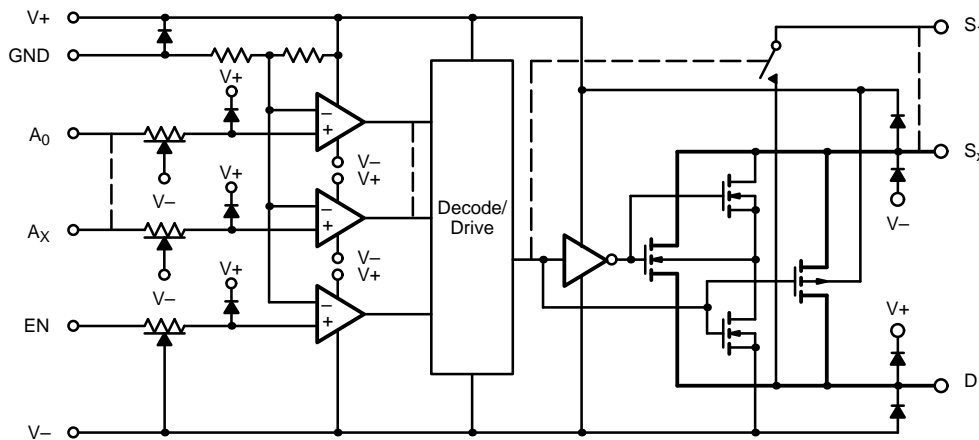 V+
GND
A0
AX
EN
V–
V+
V–
V+
V–
V+
–
+
V–
V+
–
+
V–
V+
–
+
Decode/
Drive
SX
V–
V+
D